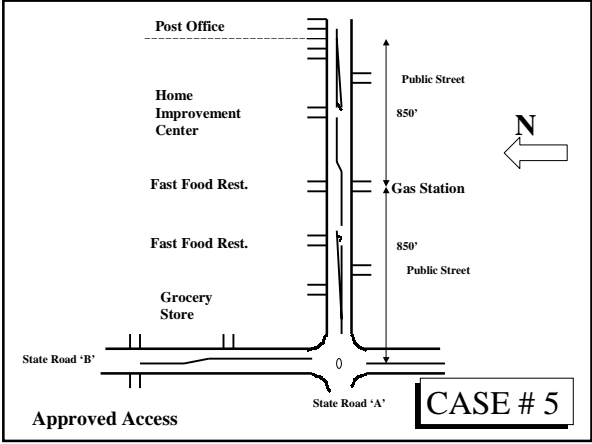 Post Office
Public Street
Home
Improvement
Center
850’
N
Fast Food Rest.
Gas Station
Fast Food Rest.
850’
Public Street
Grocery
Store
State Road ‘B’
State Road ‘A’
CASE # 5
Approved Access